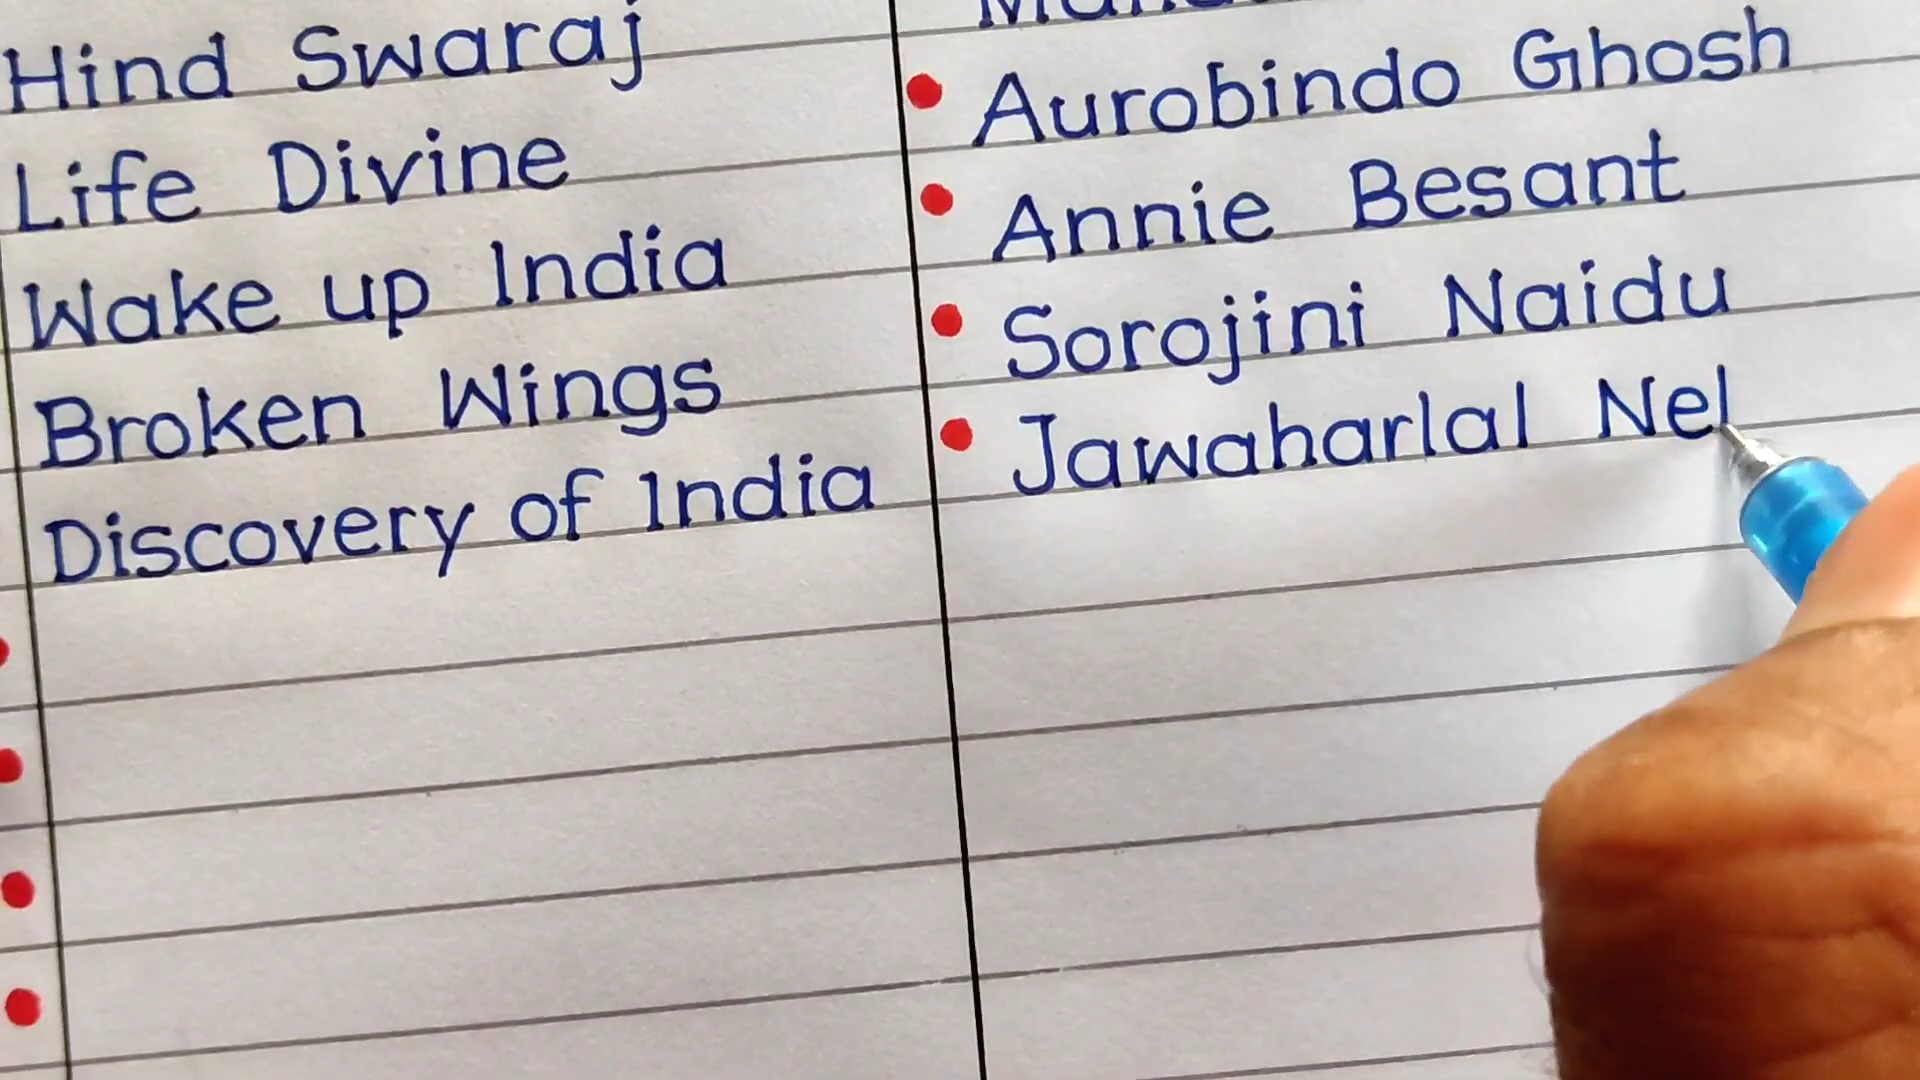 Hind Swaraj
Life Divine
Wake up India
Broken Wings
Discovery of India
Aurobindo Ghosh
Annie Besant
Sorojini Naidu
Jawaharlal Nel